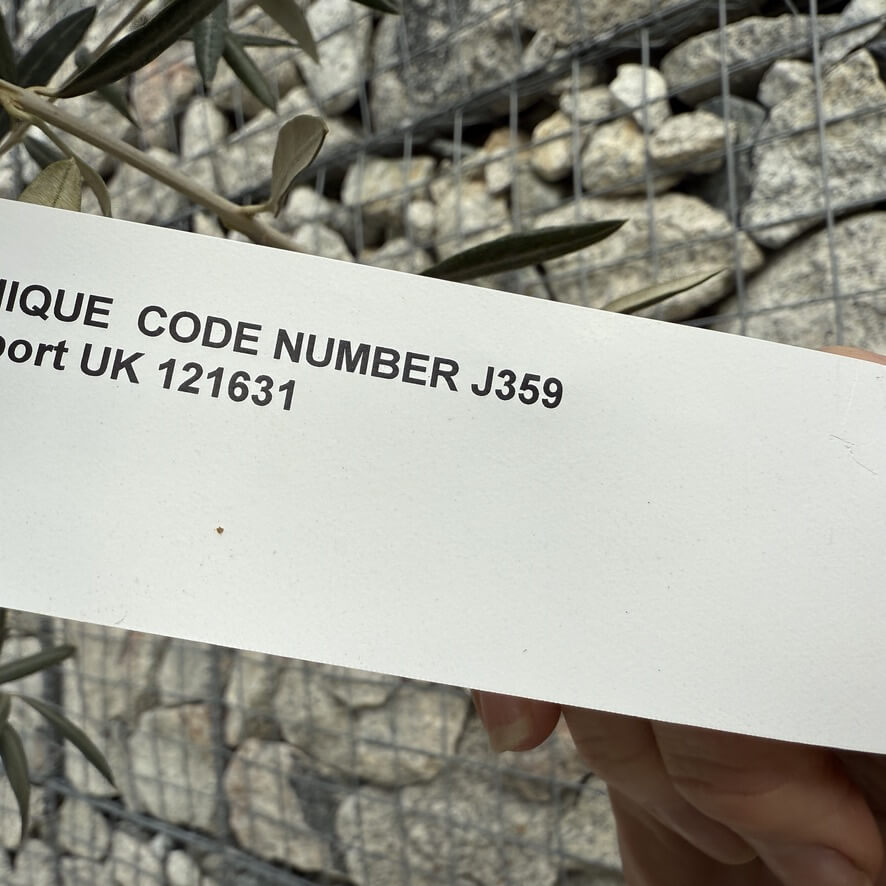 NIQUE CODE NUMBER J359
port UK 121631